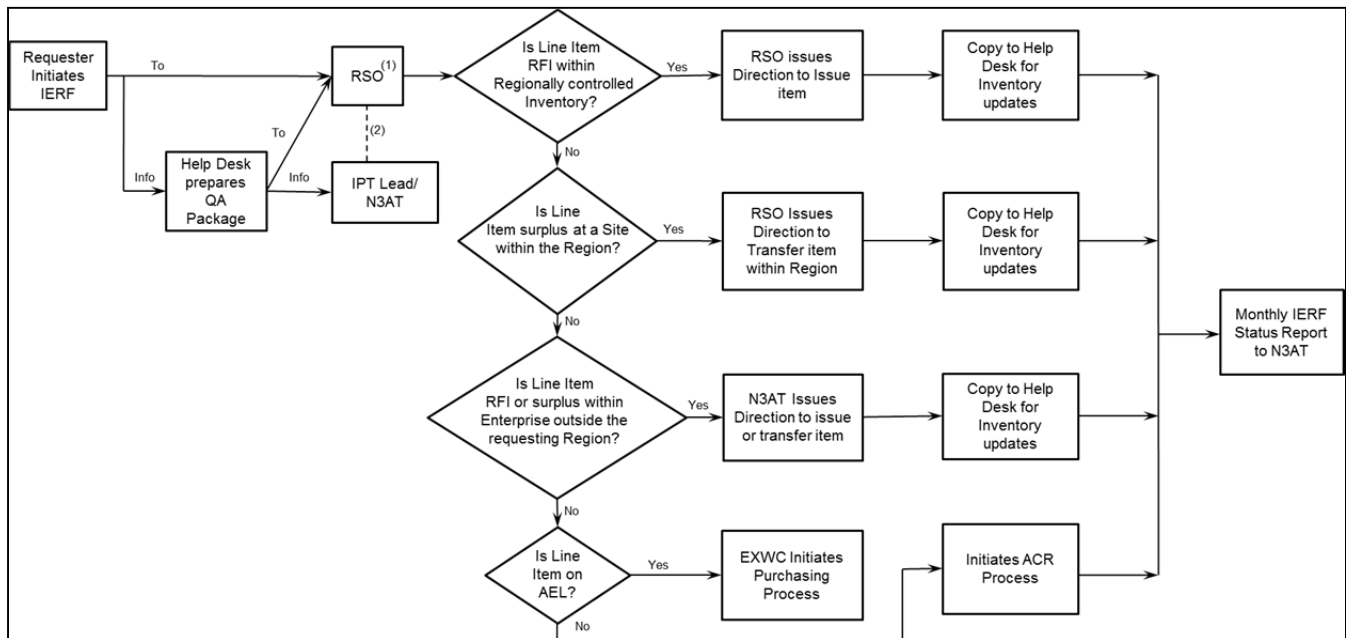 Requester
Initiates
IERF
To
RSO(1)
Is Line Item
RFI within
Regionally controlled
Inventory?
Yes
RSO issues
Direction to Issue
item
Copy to Help
Desk for
Inventory
updates
To
(2)
No
Info
Help Desk
prepares
QA
Package
Info
IPT Lead/
N3AT
Is Line
Item surplus at a Site
within the Region?
Yes
RSO Issues
Direction to
Transfer item
within Region
Copy to Help
Desk for
Inventory
updates
No
Monthly IERF
Status Report
to N3AT
Is Line Item
RFI or surplus within
Enterprise outside the
requesting Region?
Yes
N3AT Issues
Direction to issue
or transfer item
Copy to Help
Desk for
Inventory
updates
No
Is Line
Item on
AEL?
Yes
EXWC Initiates
Purchasing
Process
Initiates ACR
Process
No